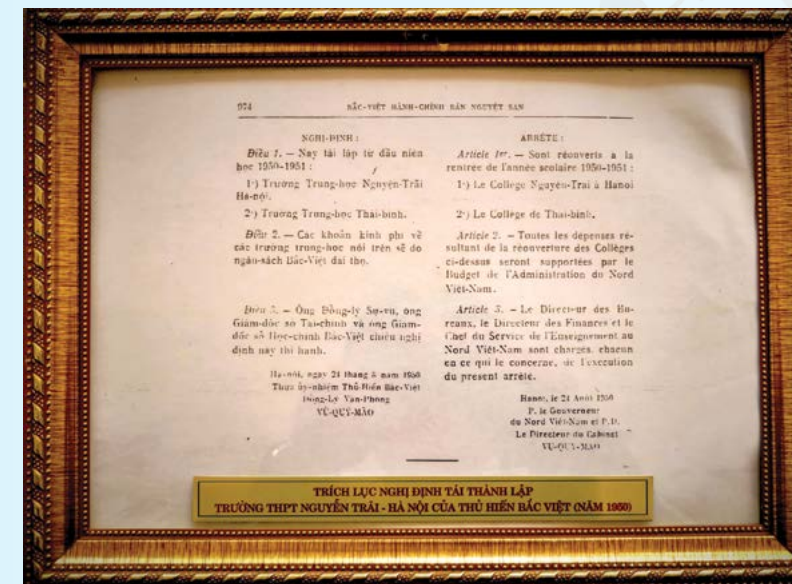 974
BẮC-VIỆT HÀNH-CHÍNH BẢN NGUYỆT SAN
NGHỊ-ĐỊNH :
Điều 1. — Nay tái lập từ đầu niên
học 1950-1951 :
1·) Trường Trung-học Nguyễn-Trãi
Hà-nội.
2·) Trường Trung-học Thái-bình.
Điều 2. — Các khoản kinh phí về
các trường trung-học nói trên sẽ do
ngân-sách Bắc-Việt đài thọ.
Điều 3. — Ông Đổng-lý Sự-vụ, ông
Giám-đốc sở Tài-chính và ông Giám-
đốc sở Học-chính Bắc-Việt chiếu nghị
định này thi hành.
Hà-nội, ngày 21 tháng 8 năm 1950
Thừa ủy-nhiệm Thủ-Hiến Bắc-Việt
Đổng-Lý Văn-Phòng
VŨ-QUÝ-MÃO
ARRÊTE :
Article 1er. — Sont réouverts a la
rentrée de l'année scolaire 1950-1951 :
1·) Le Collège Nguyễn-Trai à Hanoi
2·) Le Collège de Thai-binh.
Article 2. — Toutes les dépenses ré-
sultant de la réouverture des Collèges
ci-dessus seront supportées par le
Budget de l'Administration du Nord
Việt-Nam.
Article 3. — Le Directeur des Bu-
reaux, le Directeur des Finances et le
Chef du Service de l'Enseignement au
Nord Việt-Nam sont chargés, chacun
en ce qui le concerne, de l'exécution
du present arrêté.
Hanoi, le 21 Août 1950
P. le Gouverneur
du Nord Việt-Nam et P.D.
Le Directeur du Cabinet
VU-QUY-MAO
TRÍCH LỤC NGHỊ ĐỊNH TÁI THÀNH LẬP
TRƯỜNG THPT NGUYỄN TRÃI - HÀ NỘI CỦA THỦ HIẾN BẮC VIỆT (NĂM 1950)